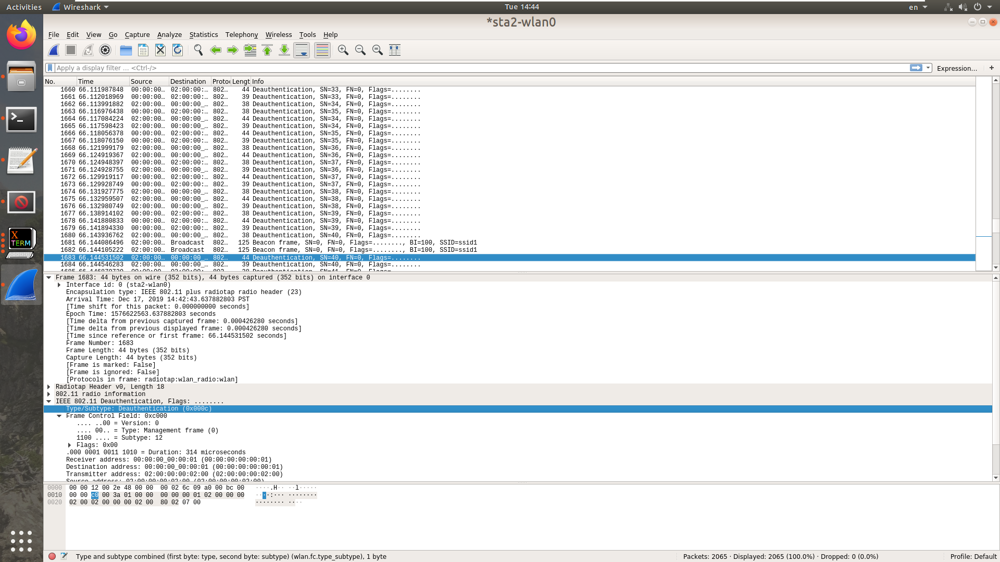 Activities Wireshark Tue 14:44 en
*sta2-wlan0
File Edit View Go Capture Analyze Statistics Telephony Wireless Tools Help
Apply a display filter ... <Ctrl-/> Expression... +
No. Time Source Destination Protoc Lengt Info
1660 66.111987848 00:00:00... 02:00:00:... 802... 44 Deauthentication, SN=33, FN=0, Flags=........
1661 66.112018969 00:00:00... 02:00:00:... 802... 39 Deauthentication, SN=33, FN=0, Flags=........
1662 66.113991882 02:00:00... 00:00:00_... 802... 38 Deauthentication, SN=34, FN=0, Flags=........
1663 66.116976438 00:00:00... 02:00:00:... 802... 38 Deauthentication, SN=35, FN=0, Flags=........
1664 66.117084224 02:00:00... 00:00:00_... 802... 44 Deauthentication, SN=34, FN=0, Flags=........
1665 66.117598423 02:00:00... 00:00:00_... 802... 39 Deauthentication, SN=34, FN=0, Flags=........
1666 66.118056378 00:00:00... 02:00:00:... 802... 44 Deauthentication, SN=35, FN=0, Flags=........
1667 66.118076150 00:00:00... 02:00:00:... 802... 39 Deauthentication, SN=35, FN=0, Flags=........
1668 66.121999179 02:00:00... 00:00:00_... 802... 38 Deauthentication, SN=36, FN=0, Flags=........
1669 66.124919367 02:00:00... 00:00:00_... 802... 44 Deauthentication, SN=36, FN=0, Flags=........
1670 66.124948397 00:00:00... 02:00:00:... 802... 38 Deauthentication, SN=37, FN=0, Flags=........
1671 66.124928755 02:00:00... 00:00:00_... 802... 39 Deauthentication, SN=36, FN=0, Flags=........
1672 66.129919117 00:00:00... 02:00:00:... 802... 44 Deauthentication, SN=37, FN=0, Flags=........
1673 66.129928749 00:00:00... 02:00:00:... 802... 39 Deauthentication, SN=37, FN=0, Flags=........
1674 66.131927775 02:00:00... 00:00:00_... 802... 38 Deauthentication, SN=38, FN=0, Flags=........
1675 66.132959507 02:00:00... 00:00:00_... 802... 44 Deauthentication, SN=38, FN=0, Flags=........
1676 66.132980749 02:00:00... 00:00:00_... 802... 39 Deauthentication, SN=38, FN=0, Flags=........
1677 66.138914102 00:00:00... 02:00:00:... 802... 38 Deauthentication, SN=39, FN=0, Flags=........
1678 66.141880833 00:00:00... 02:00:00:... 802... 44 Deauthentication, SN=39, FN=0, Flags=........
1679 66.141894330 00:00:00... 02:00:00:... 802... 39 Deauthentication, SN=39, FN=0, Flags=........
1680 66.143936762 02:00:00... 00:00:00_... 802... 38 Deauthentication, SN=40, FN=0, Flags=........
1681 66.144086496 02:00:00... Broadcast 802... 125 Beacon frame, SN=0, FN=0, Flags=........, BI=100, SSID=ssid1
1682 66.144105222 02:00:00... Broadcast 802... 125 Beacon frame, SN=0, FN=0, Flags=........, BI=100, SSID=ssid1
1683 66.144531502 02:00:00... 00:00:00_... 802... 44 Deauthentication, SN=40, FN=0, Flags=........
1684 66.144546283 02:00:00... 00:00:00_... 802... 39 Deauthentication, SN=40, FN=0, Flags=........
Frame 1683: 44 bytes on wire (352 bits), 44 bytes captured (352 bits) on interface 0
Interface id: 0 (sta2-wlan0)
Encapsulation type: IEEE 802.11 plus radiotap radio header (23)
Arrival Time: Dec 17, 2019 14:42:43.637882803 PST
[Time shift for this packet: 0.000000000 seconds]
Epoch Time: 1576622563.637882803 seconds
[Time delta from previous captured frame: 0.000426280 seconds]
[Time delta from previous displayed frame: 0.000426280 seconds]
[Time since reference or first frame: 66.144531502 seconds]
Frame Number: 1683
Frame Length: 44 bytes (352 bits)
Capture Length: 44 bytes (352 bits)
[Frame is marked: False]
[Frame is ignored: False]
[Protocols in frame: radiotap:wlan_radio:wlan]
Radiotap Header v0, Length 18
802.11 radio information
IEEE 802.11 Deauthentication, Flags: ........
Type/Subtype: Deauthentication (0x000c)
Frame Control Field: 0xc000
.... ..00 = Version: 0
.... 00.. = Type: Management frame (0)
1100 .... = Subtype: 12
Flags: 0x00
.000 0001 0011 1010 = Duration: 314 microseconds
Receiver address: 00:00:00_00:00:01 (00:00:00:00:00:01)
Destination address: 00:00:00_00:00:01 (00:00:00:00:00:01)
Transmitter address: 02:00:00:00:02:00 (02:00:00:00:02:00)
Source address: 02:00:00:00:02:00 (02:00:00:00:02:00)
0000 00 00 12 00 2e 48 00 00 00 02 6c 09 a0 00 bc 00 ·····.H·· ··l·····
0010 00 00 c0 00 3a 01 00 00 00 00 00 01 02 00 00 00 ····:··· ········
0020 02 00 02 00 00 00 02 00 80 02 07 00 ········ ····
X TERM
Type and subtype combined (first byte: type, second byte: subtype) (wlan.fc.type_subtype), 1 byte Packets: 2065 · Displayed: 2065 (100.0%) · Dropped: 0 (0.0%) Profile: Default